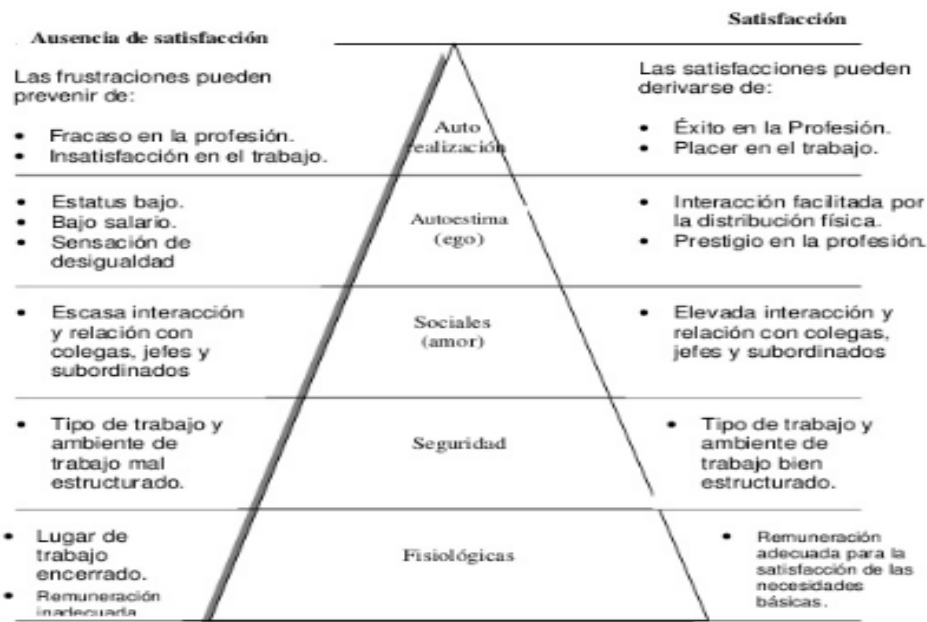 Ausencia de satisfacción
Satisfacción
Las frustraciones pueden
prevenir de:
• Fracaso en la profesión.
• Insatisfacción en el trabajo.
Auto
realización
Las satisfacciones pueden
derivarse de:
• Éxito en la Profesión.
• Placer en el trabajo.
• Estatus bajo.
• Bajo salario.
• Sensación de
desigualdad
Autoestima
(ego)
• Interacción facilitada por
la distribución física.
• Prestigio en la profesión.
• Escasa interacción
y relación con
colegas, jefes y
subordinados
Sociales
(amor)
• Elevada interacción y
relación con colegas,
jefes y subordinados
• Tipo de trabajo y
ambiente de
trabajo mal
estructurado.
Seguridad
• Tipo de trabajo y
ambiente de
trabajo bien
estructurado.
• Lugar de
trabajo
encerrado.
• Remuneración
inadecuada
Fisiológicas
• Remuneración
adecuada para la
satisfacción de las
necesidades
básicas.